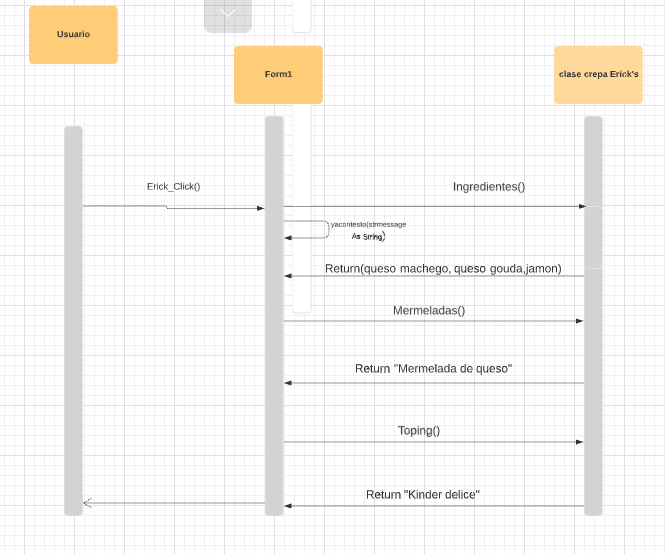 Usuario
Form1
clase crepa Erick's
Erick_Click()
Ingredientes()
yacontesto(strmessage
As String)
Return(queso machego, queso gouda,jamon)
Mermeladas()
Return "Mermelada de queso"
Toping()
Return "Kinder delice"